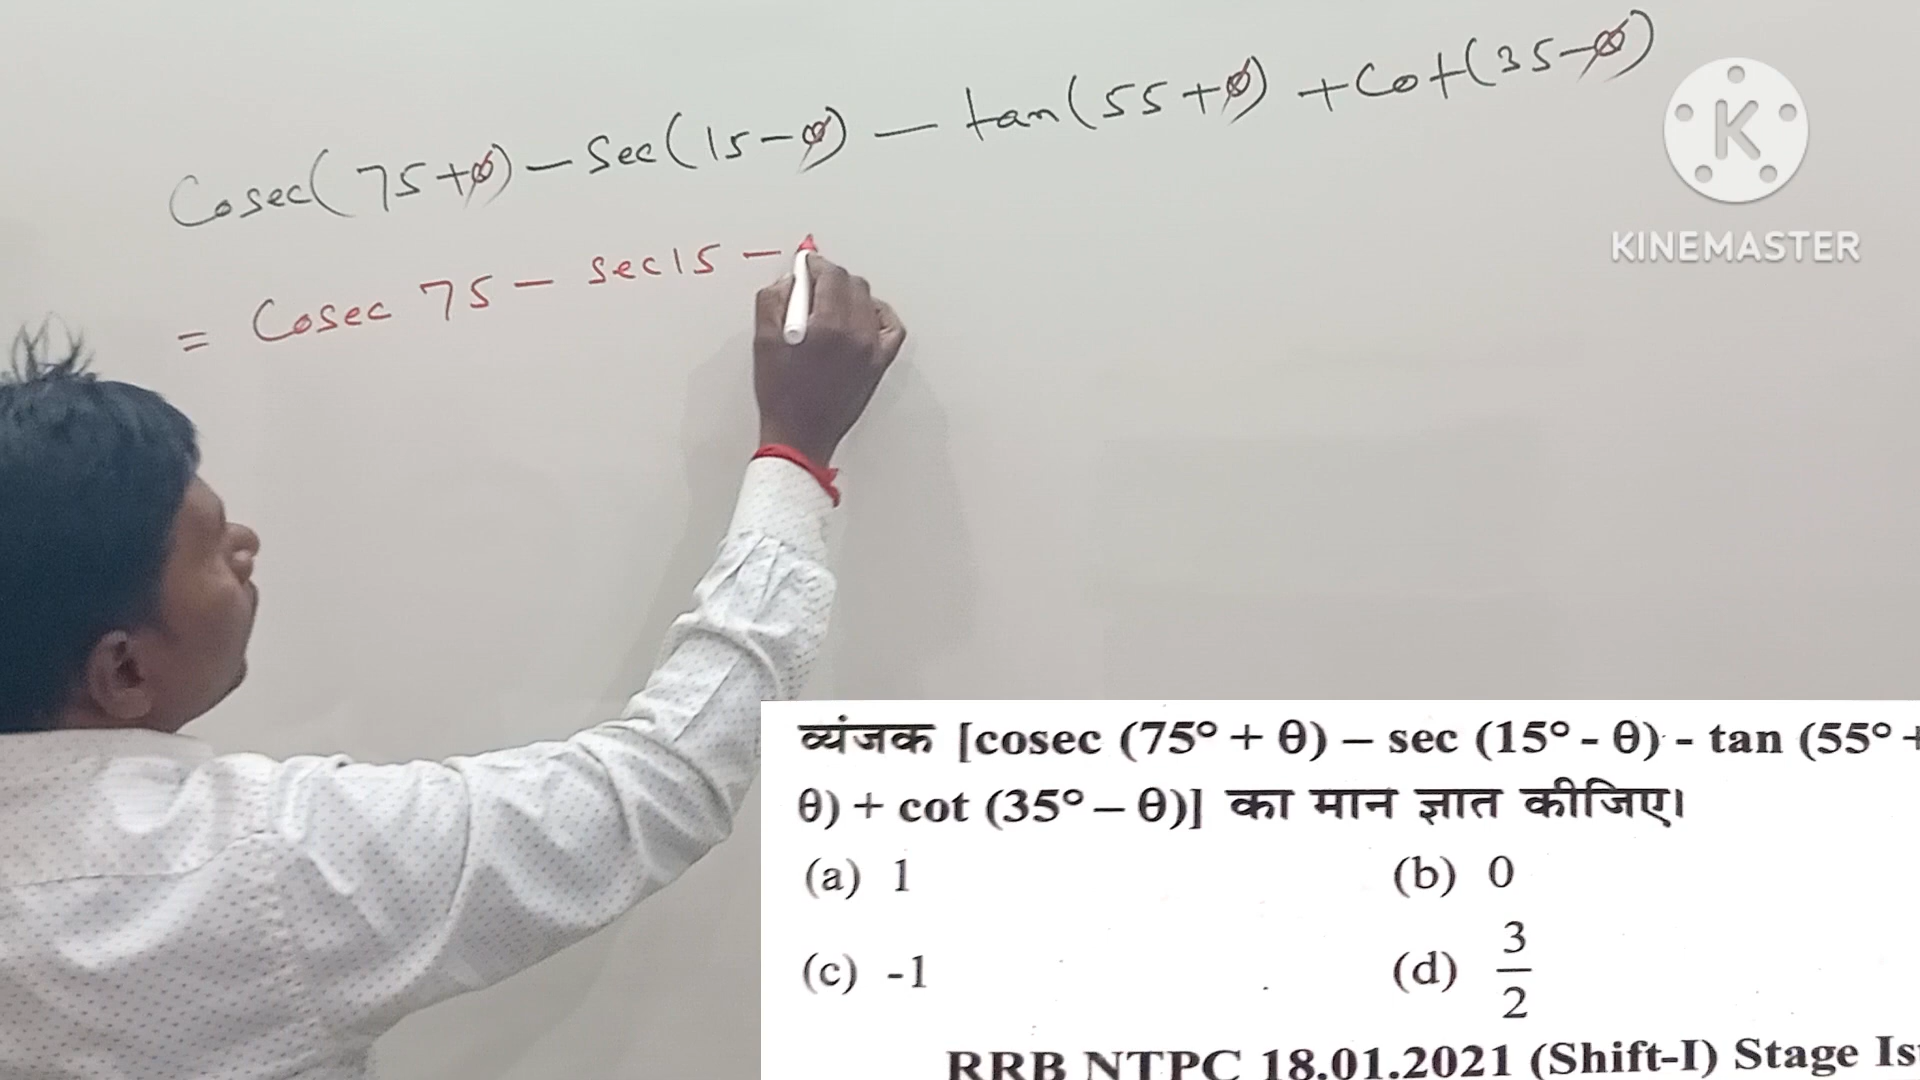 Cosec(75+θ) – Sec(15-θ) – tan(55+θ) + Cot(35-θ)
= Cosec 75 – sec15 –
K
KINEMASTER
व्यंजक [cosec (75° + θ) – sec (15° - θ) - tan (55° +
θ) + cot (35° – θ)] का मान ज्ञात कीजिए।
(a) 1 (b) 0
(c) -1 (d) 3/2
RRB NTPC 18.01.2021 (Shift-I) Stage Is